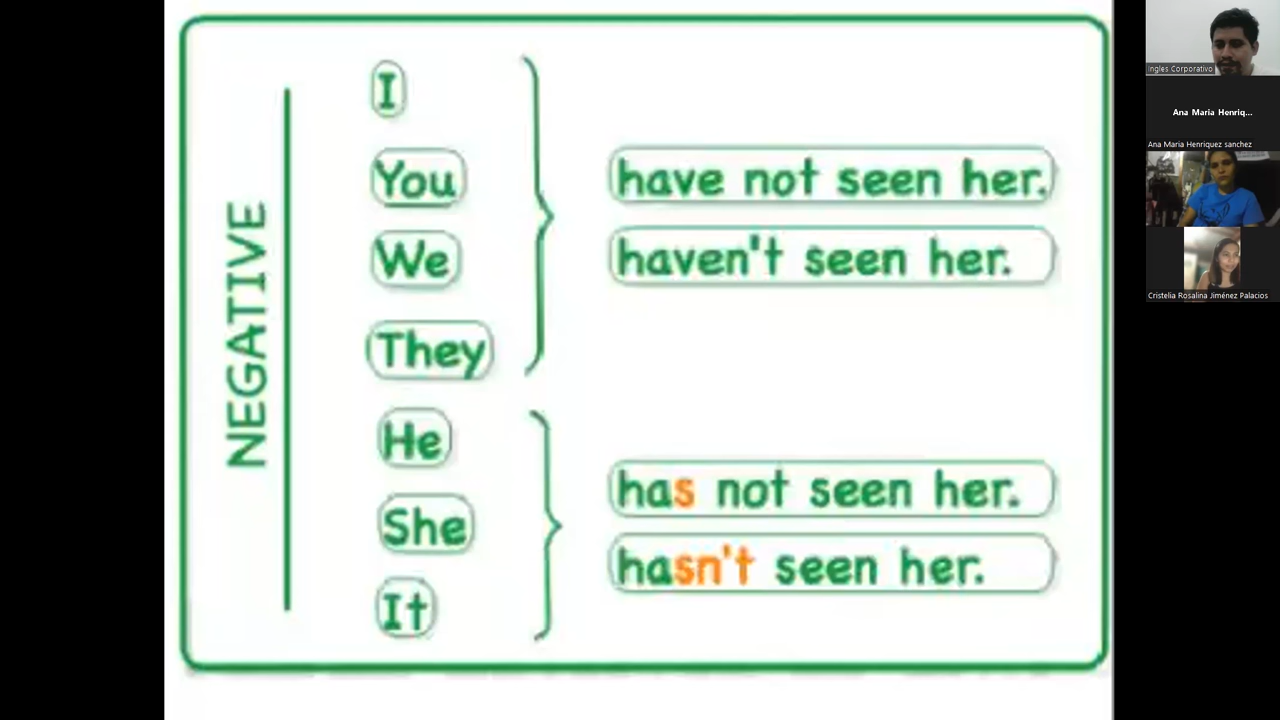 NEGATIVE
I
You
We
They
have not seen her.
haven't seen her.
He
She
It
has not seen her.
hasn't seen her.
Ingles Corporativo
Ana Maria Henriq...
Ana Maria Henriquez sanchez
Cristelia Rosalina Jiménez Palacios